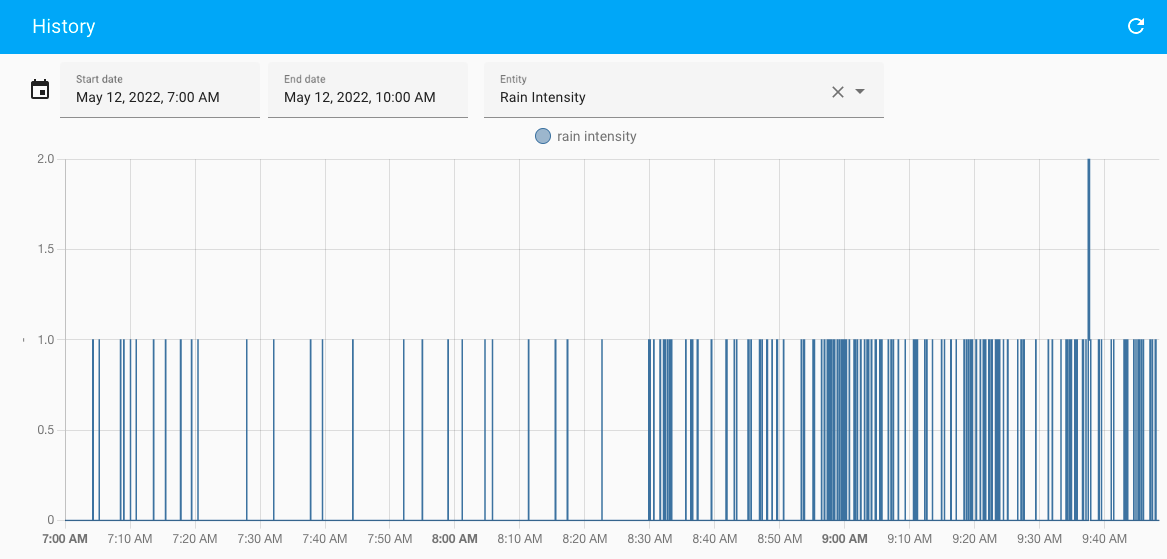 History
Start date
May 12, 2022, 7:00 AM
End date
May 12, 2022, 10:00 AM
Entity
Rain Intensity
rain intensity
2.0
1.5
1.0
0.5
0
-
7:00 AM 7:10 AM 7:20 AM 7:30 AM 7:40 AM 7:50 AM 8:00 AM 8:10 AM 8:20 AM 8:30 AM 8:40 AM 8:50 AM 9:00 AM 9:10 AM 9:20 AM 9:30 AM 9:40 AM